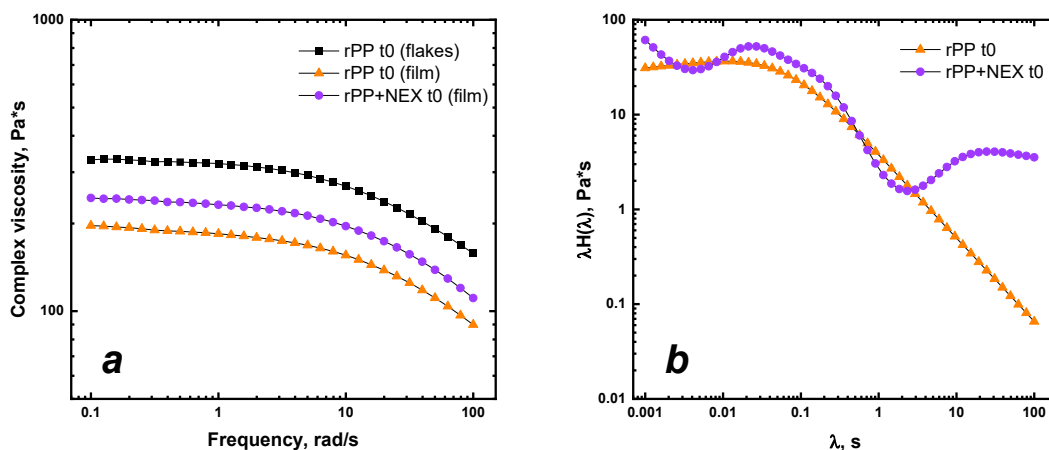 1000
100
Complex viscosity, Pa*s
rPP t0 (flakes)
rPP t0 (film)
rPP+NEX t0 (film)
a
0.1 1 10 100
Frequency, rad/s
100
10
1
0.1
0.01
λH(λ), Pa*s
rPP t0
rPP+NEX t0
b
0.001 0.01 0.1 1 10 100
λ, s